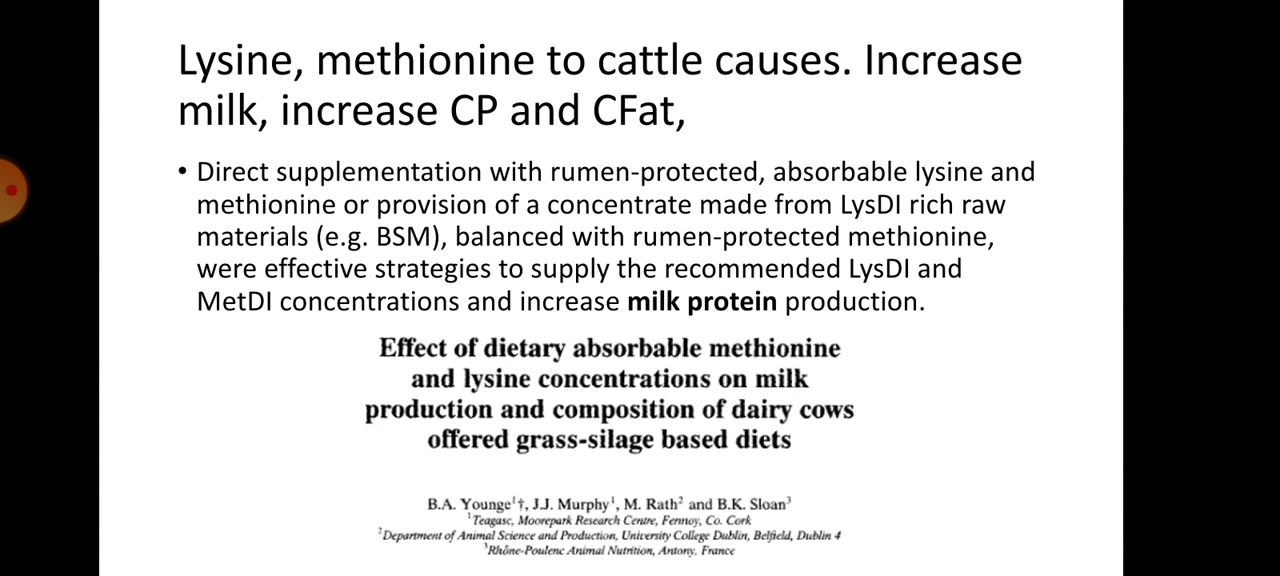 Lysine, methionine to cattle causes. Increase
milk, increase CP and CFat,
• Direct supplementation with rumen-protected, absorbable lysine and
methionine or provision of a concentrate made from LysDI rich raw
materials (e.g. BSM), balanced with rumen-protected methionine,
were effective strategies to supply the recommended LysDI and
MetDI concentrations and increase milk protein production.
Effect of dietary absorbable methionine
and lysine concentrations on milk
production and composition of dairy cows
offered grass-silage based diets
B.A. Younge¹†, J.J. Murphy¹, M. Rath² and B.K. Sloan³
¹Teagasc, Moorepark Research Centre, Fermoy, Co. Cork
²Department of Animal Science and Production, University College Dublin, Belfield, Dublin 4
³Rhône-Poulenc Animal Nutrition, Antony, France